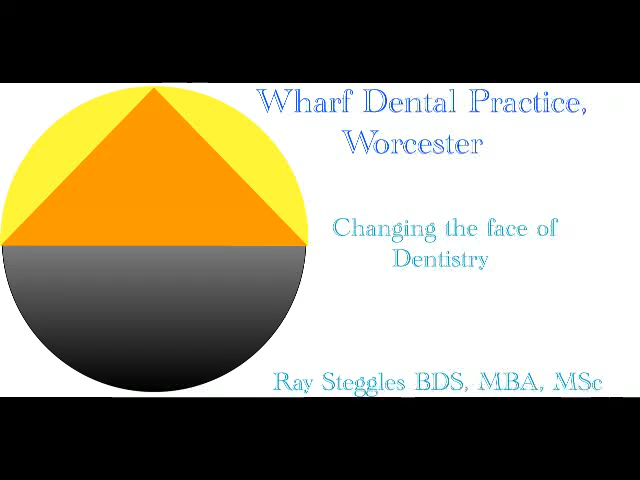 Wharf Dental Practice,
Worcester
Changing the face of
Dentistry
Ray Steggles BDS, MBA, MSc